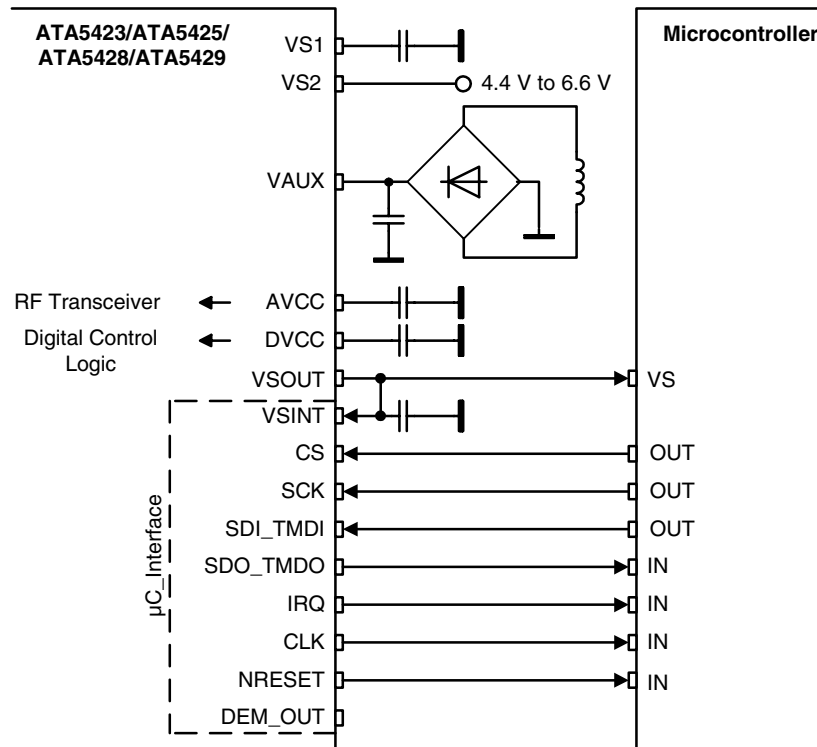 ATA5423/ATA5425/
ATA5428/ATA5429
Microcontroller
VS1
VS2
4.4 V to 6.6 V
VAUX
RF Transceiver
AVCC
Digital Control
Logic
DVCC
VSOUT
VS
VSINT
CS
OUT
SCK
OUT
SDI_TMDI
OUT
SDO_TMDO
IN
IRQ
IN
CLK
IN
NRESET
IN
DEM_OUT
µC_Interface